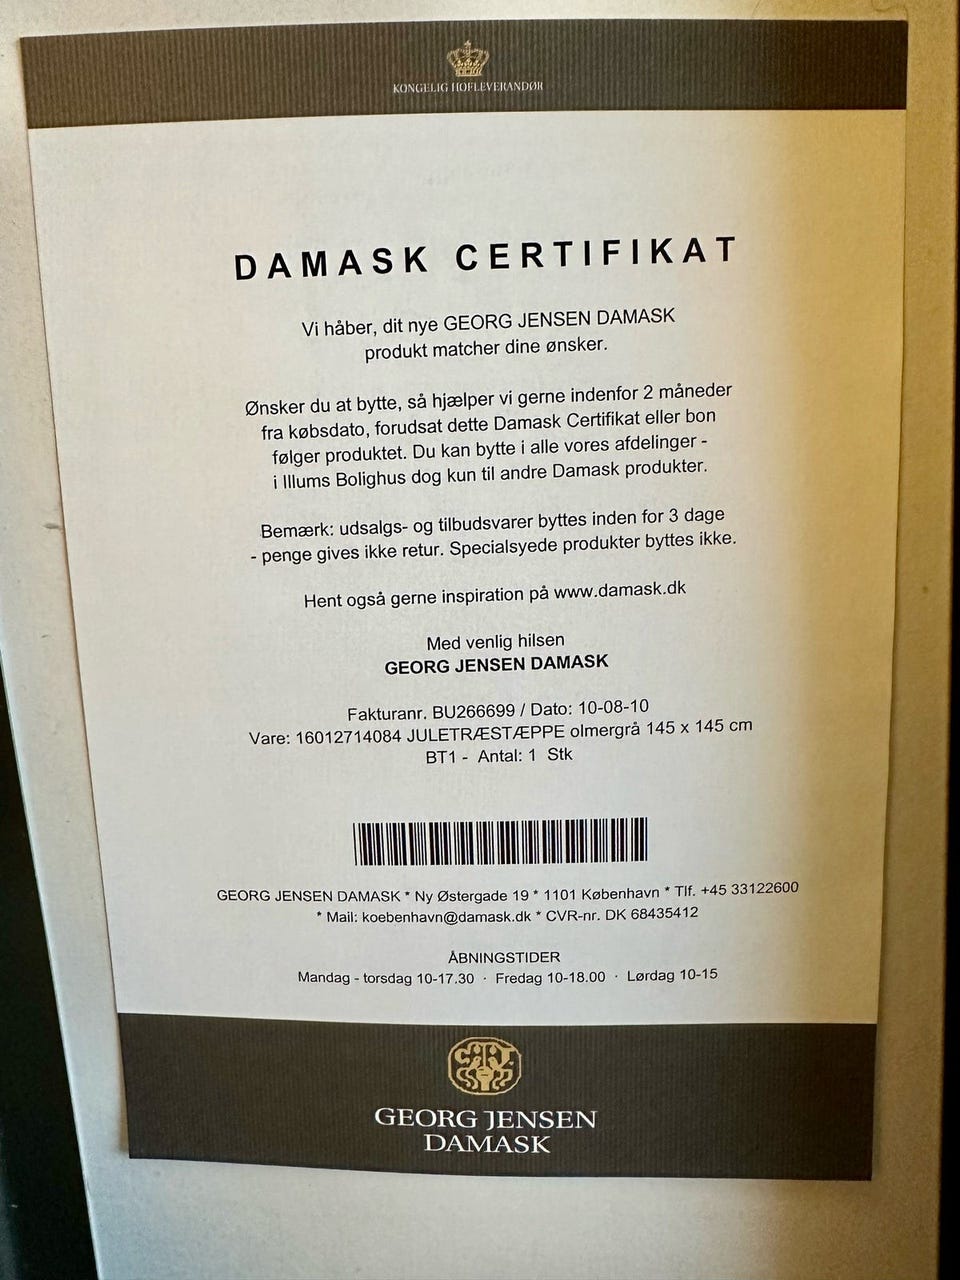 KONGELIG HOFLEVERANDØR
DAMASK CERTIFIKAT
Vi håber, dit nye GEORG JENSEN DAMASK
produkt matcher dine ønsker.
Ønsker du at bytte, så hjælper vi gerne indenfor 2 måneder
fra købsdato, forudsat dette Damask Certifikat eller bon
følger produktet. Du kan bytte i alle vores afdelinger -
i Illums Bolighus dog kun til andre Damask produkter.
Bemærk: udsalgs- og tilbudsvarer byttes inden for 3 dage
- penge gives ikke retur. Specialsyede produkter byttes ikke.
Hent også gerne inspiration på www.damask.dk
Med venlig hilsen
GEORG JENSEN DAMASK
Fakturanr. BU266699 / Dato: 10-08-10
Vare: 16012714084 JULETRÆSTÆPPE olmergrå 145 x 145 cm
BT1 - Antal: 1 Stk
GEORG JENSEN DAMASK * Ny Østergade 19 * 1101 København * Tlf. +45 33122600
* Mail: koebenhavn@damask.dk * CVR-nr. DK 68435412
ÅBNINGSTIDER
Mandag - torsdag 10-17.30 · Fredag 10-18.00 · Lørdag 10-15
GEORG JENSEN
DAMASK